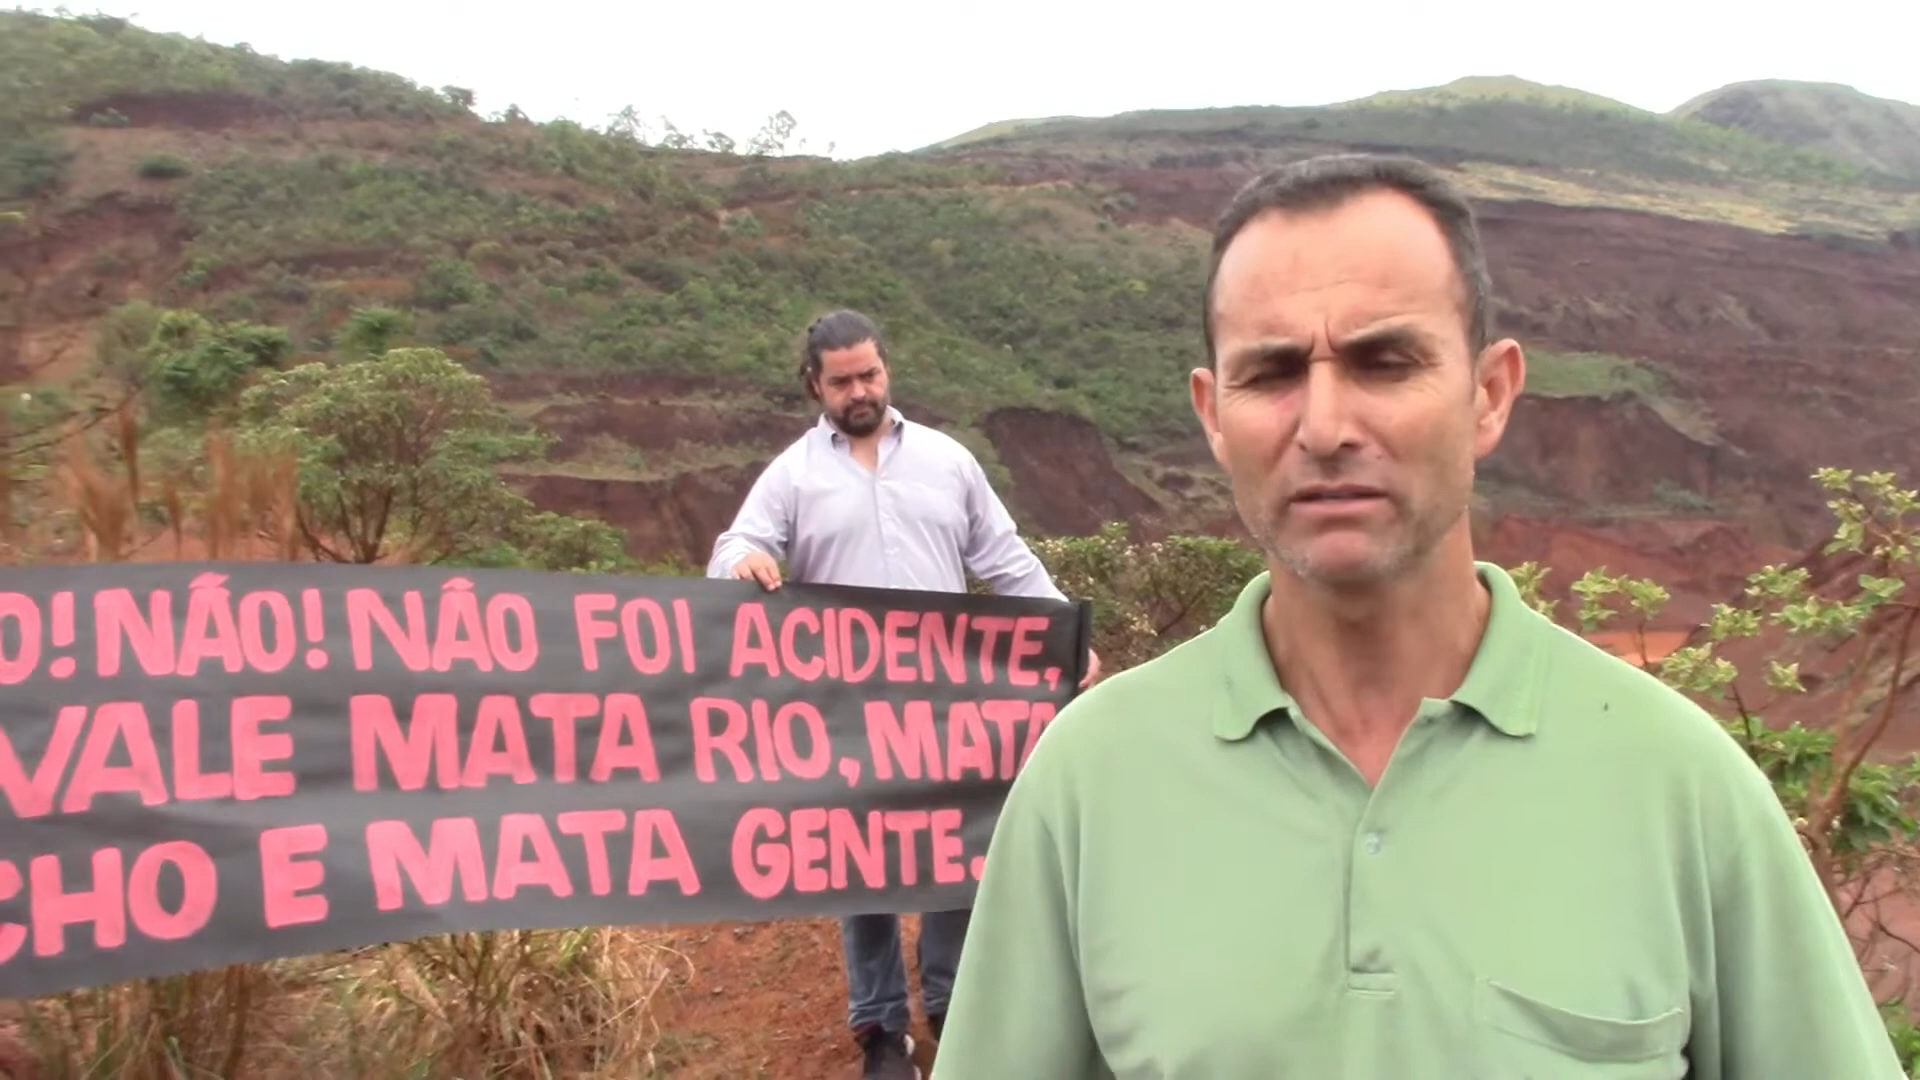 O! NÃO! NÃO FOI ACIDENTE,
VALE MATA RIO, MATA
CHO E MATA GENTE.